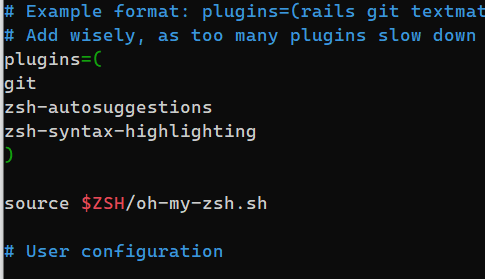 # Example format: plugins=(rails git textmat
# Add wisely, as too many plugins slow down
plugins=(
git
zsh-autosuggestions
zsh-syntax-highlighting
)
source $ZSH/oh-my-zsh.sh
# User configuration